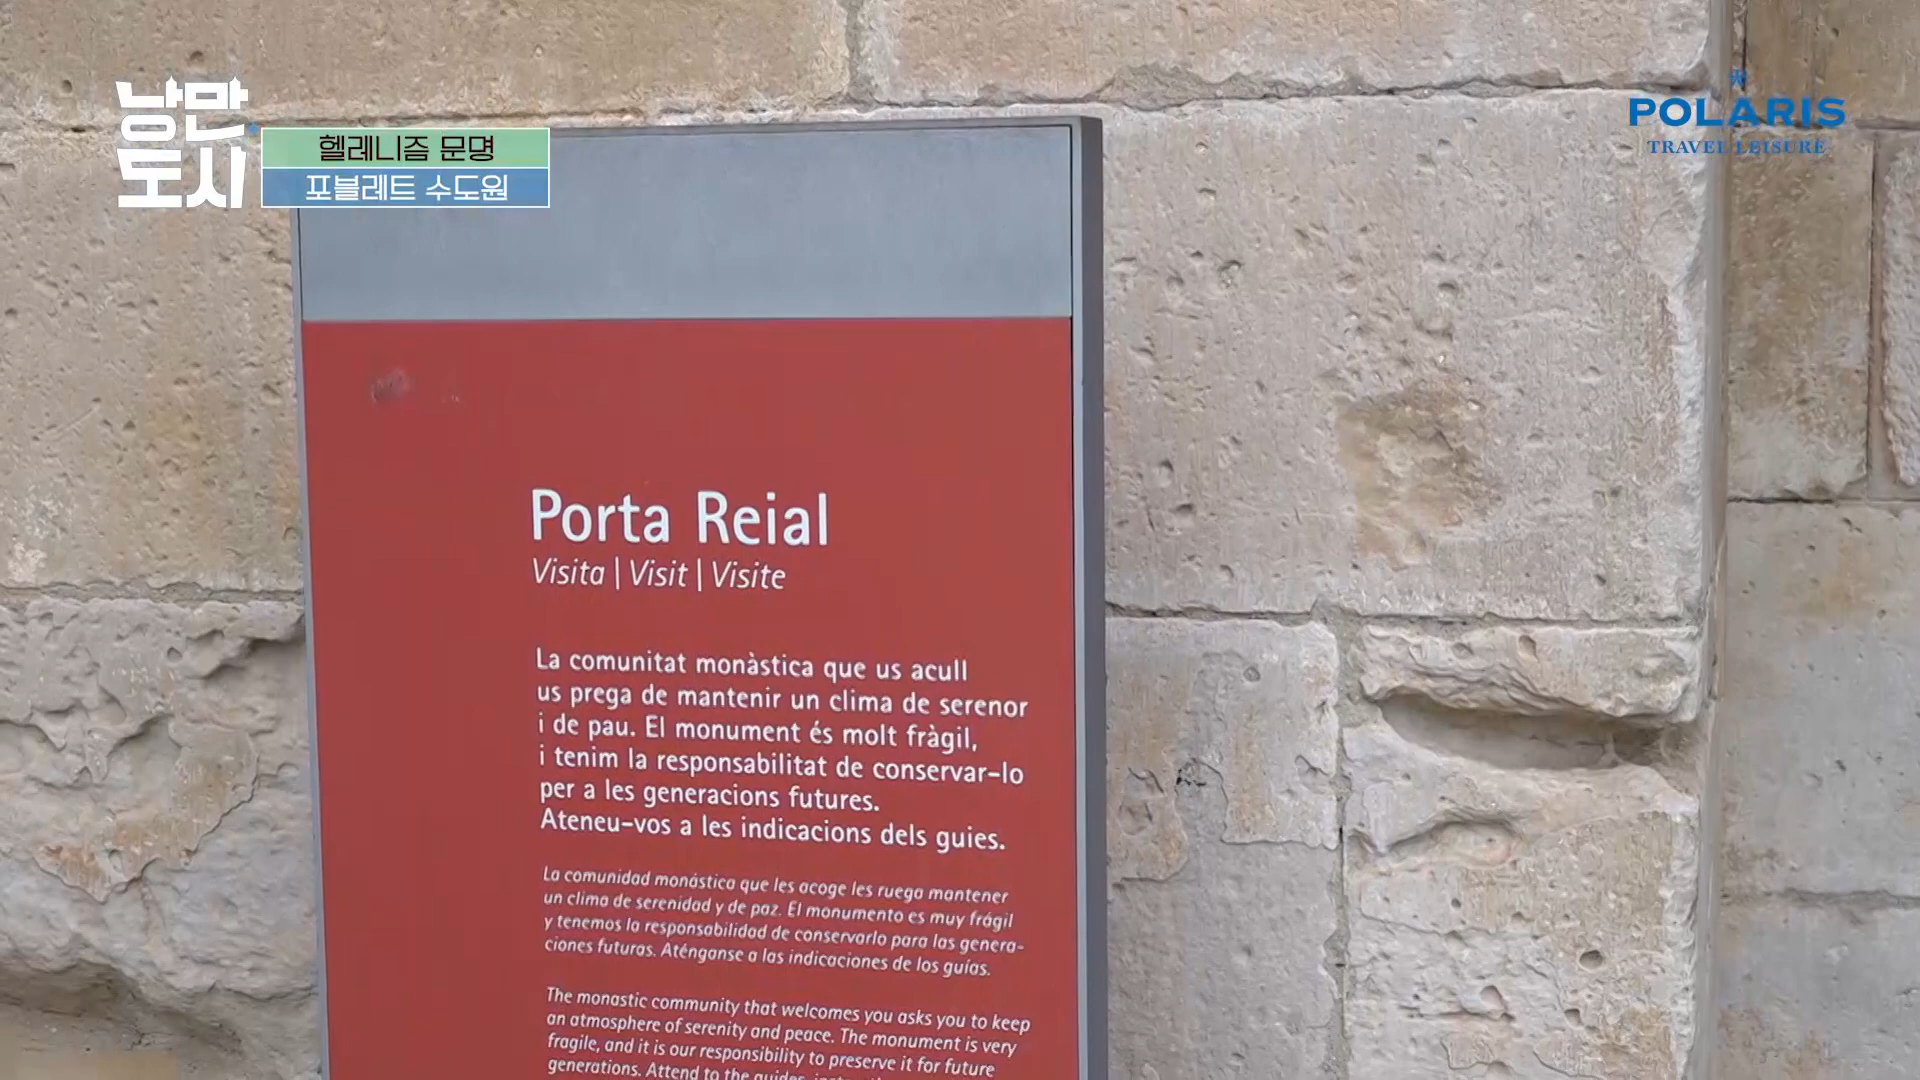 낭만
도시
헬레니즘 문명
포블레트 수도원
POLARIS
TRAVEL LEISURE
Porta Reial
Visita | Visit | Visite
La comunitat monàstica que us acull
us prega de mantenir un clima de serenor
i de pau. El monument és molt fràgil,
i tenim la responsabilitat de conservar-lo
per a les generacions futures.
Ateneu-vos a les indicacions dels guies.
La comunidad monástica que les acoge les ruega mantener
un clima de serenidad y de paz. El monumento es muy frágil
y tenemos la responsabilidad de conservarlo para las genera-
ciones futuras. Aténganse a las indicaciones de los guías.
The monastic community that welcomes you asks you to keep
an atmosphere of serenity and peace. The monument is very
fragile, and it is our responsibility to preserve it for future
generations. Attend to the guides'